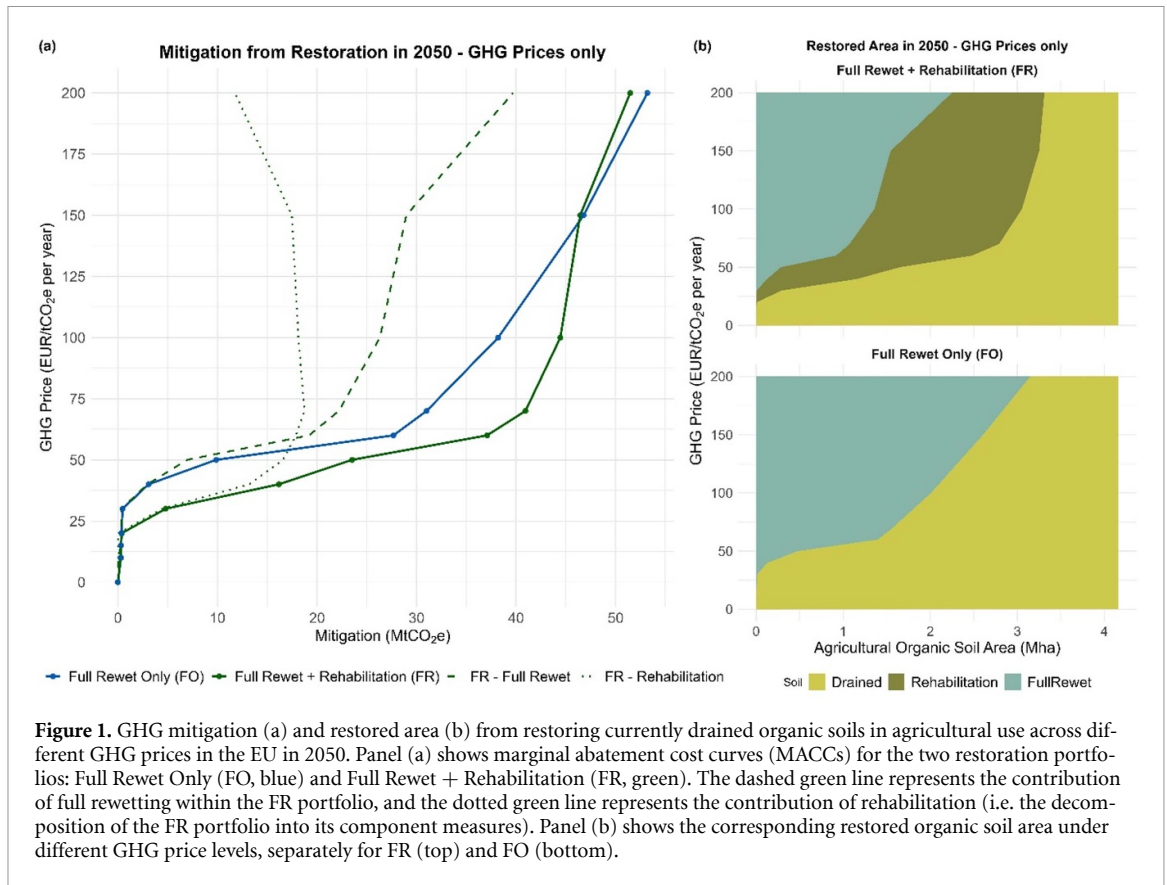 (a)
Mitigation from Restoration in 2050 - GHG Prices only
200
175
150
125
100
75
50
25
0
GHG Price (EUR/tCO₂e per year)
0 10 20 30 40 50
Mitigation (MtCO₂e)
Full Rewet Only (FO) Full Rewet + Rehabilitation (FR) FR - Full Rewet FR - Rehabilitation
(b)
Restored Area in 2050 - GHG Prices only
Full Rewet + Rehabilitation (FR)
200
150
100
50
0
GHG Price (EUR/tCO₂e per year)
Full Rewet Only (FO)
200
150
100
50
0
0 1 2 3 4
Agricultural Organic Soil Area (Mha)
Soil Drained Rehabilitation FullRewet
Figure 1. GHG mitigation (a) and restored area (b) from restoring currently drained organic soils in agricultural use across dif-
ferent GHG prices in the EU in 2050. Panel (a) shows marginal abatement cost curves (MACCs) for the two restoration portfo-
lios: Full Rewet Only (FO, blue) and Full Rewet + Rehabilitation (FR, green). The dashed green line represents the contribution
of full rewetting within the FR portfolio, and the dotted green line represents the contribution of rehabilitation (i.e. the decom-
position of the FR portfolio into its component measures). Panel (b) shows the corresponding restored organic soil area under
different GHG price levels, separately for FR (top) and FO (bottom).